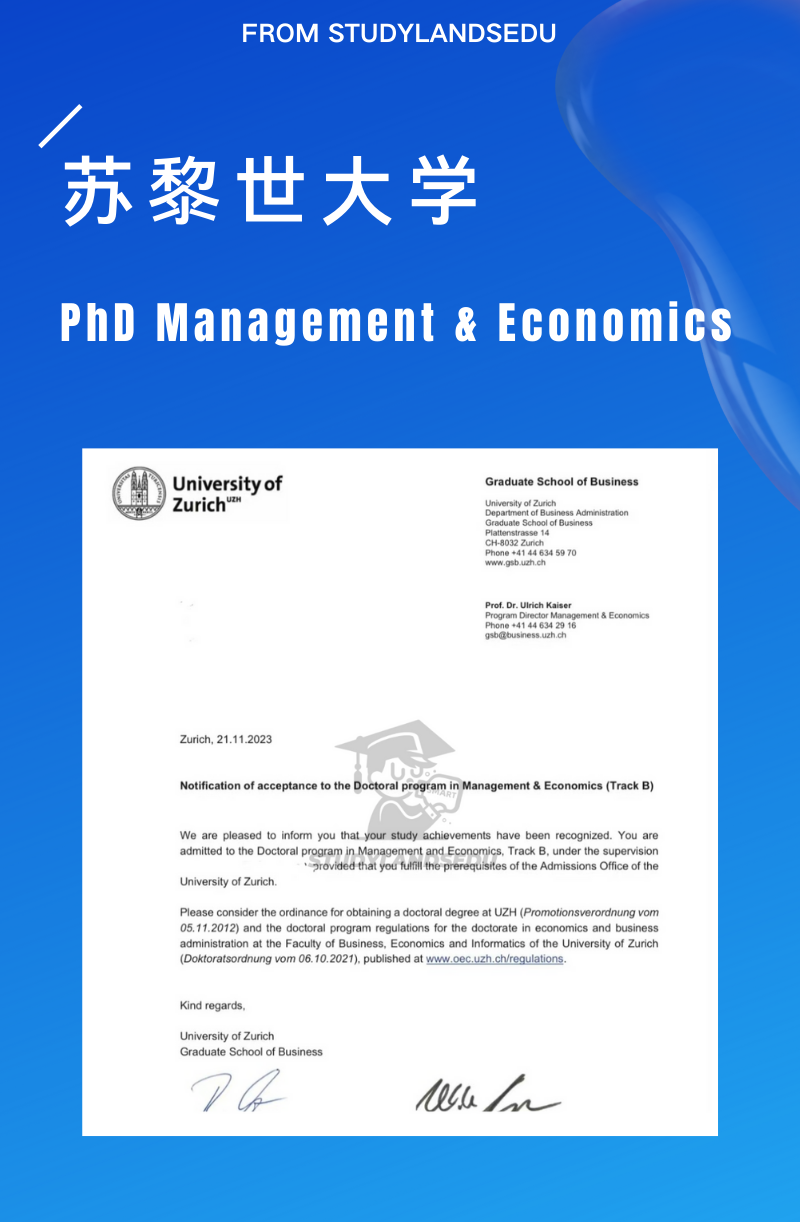 FROM STUDYLANDSEDU
苏黎世大学
PhD Management & Economics
University of
Zurich UZH
Graduate School of Business
University of Zurich
Department of Business Administration
Graduate School of Business
Plattenstrasse 14
CH-8032 Zurich
Phone +41 44 634 59 70
www.gsb.uzh.ch
Prof. Dr. Ulrich Kaiser
Program Director Management & Economics
Phone +41 44 634 29 16
gsb@business.uzh.ch
Zurich, 21.11.2023
Notification of acceptance to the Doctoral program in Management & Economics (Track B)
We are pleased to inform you that your study achievements have been recognized. You are
admitted to the Doctoral program in Management and Economics, Track B, under the supervision
provided that you fulfill the prerequisites of the Admissions Office of the
University of Zurich.
Please consider the ordinance for obtaining a doctoral degree at UZH (Promotionsverordnung vom
05.11.2012) and the doctoral program regulations for the doctorate in economics and business
administration at the Faculty of Business, Economics and Informatics of the University of Zurich
(Doktoratsordnung vom 06.10.2021), published at www.oec.uzh.ch/regulations.
Kind regards,
University of Zurich
Graduate School of Business
STUDYLANDSEDU